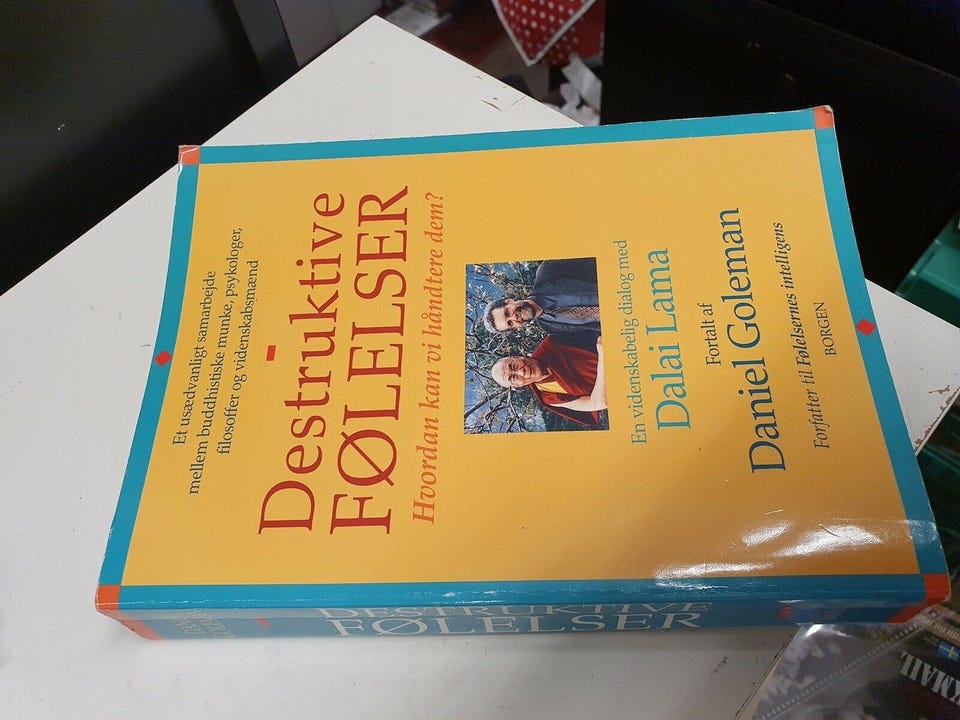 Et usædvanligt samarbejde
mellem buddhistiske munke, psykologer,
filosoffer og videnskabsmænd
Destruktive
FØLELSER
Hvordan kan vi håndtere dem?
En videnskabelig dialog med
Dalai Lama
Fortalt af
Daniel Goleman
Forfatter til Følelsernes intelligens
BORGEN
DESTRUKTIVE
FØLELSER